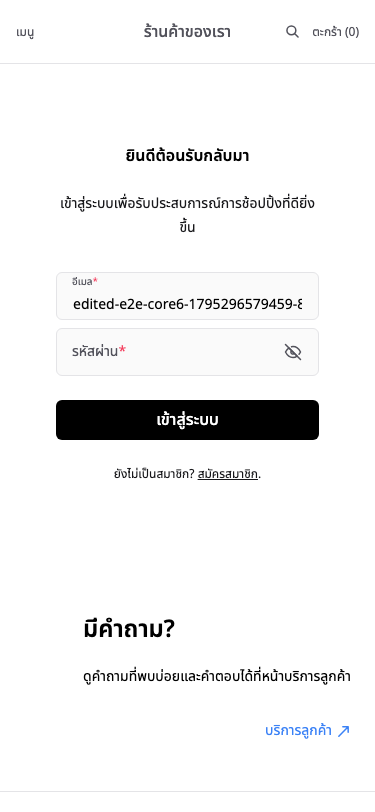 เมนู
ร้านค้าของเรา
ตะกร้า (0)
ยินดีต้อนรับกลับมา
เข้าสู่ระบบเพื่อรับประสบการณ์การช้อปปิ้งที่ดียิ่ง
ขึ้น
อีเมล*
edited-e2e-core6-1795296579459-8
รหัสผ่าน*
เข้าสู่ระบบ
ยังไม่เป็นสมาชิก? สมัครสมาชิก.
มีคำถาม?
ดูคำถามที่พบบ่อยและคำตอบได้ที่หน้าบริการลูกค้า
บริการลูกค้า